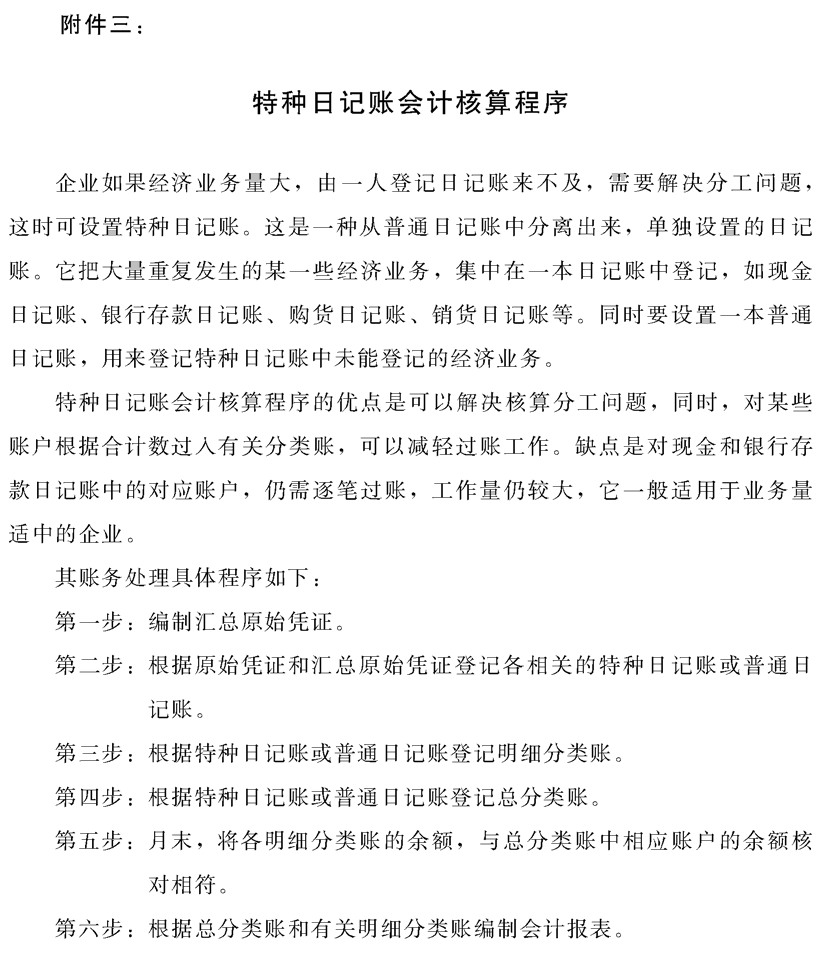 附件三：
特种日记账会计核算程序
企业如果经济业务量大，由一人登记日记账来不及，需要解决分工问题，
这时可设置特种日记账。这是一种从普通日记账中分离出来，单独设置的日记
账。它把大量重复发生的某一些经济业务，集中在一本日记账中登记，如现金
日记账、银行存款日记账、购货日记账、销货日记账等。同时要设置一本普通
日记账，用来登记特种日记账中未能登记的经济业务。
特种日记账会计核算程序的优点是可以解决核算分工问题，同时，对某些
账户根据合计数过入有关分类账，可以减轻过账工作。缺点是对现金和银行存
款日记账中的对应账户，仍需逐笔过账，工作量仍较大，它一般适用于业务量
适中的企业。
其账务处理具体程序如下：
第一步：编制汇总原始凭证。
第二步：根据原始凭证和汇总原始凭证登记各相关的特种日记账或普通日
记账。
第三步：根据特种日记账或普通日记账登记明细分类账。
第四步：根据特种日记账或普通日记账登记总分类账。
第五步：月末，将各明细分类账的余额，与总分类账中相应账户的余额核
对相符。
第六步：根据总分类账和有关明细分类账编制会计报表。